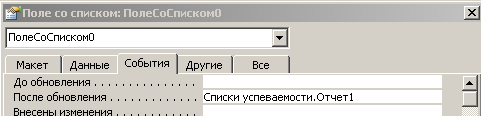 Поле со списком: ПолеСоСписком0
ПолеСоСписком0
Макет Данные События Другие Все
До обновления . . . . . . . . . . . . . . .
После обновления . . . . . . . . . . . . Списки успеваемости.Отчет1
Внесены изменения . . . . . . . . . . .